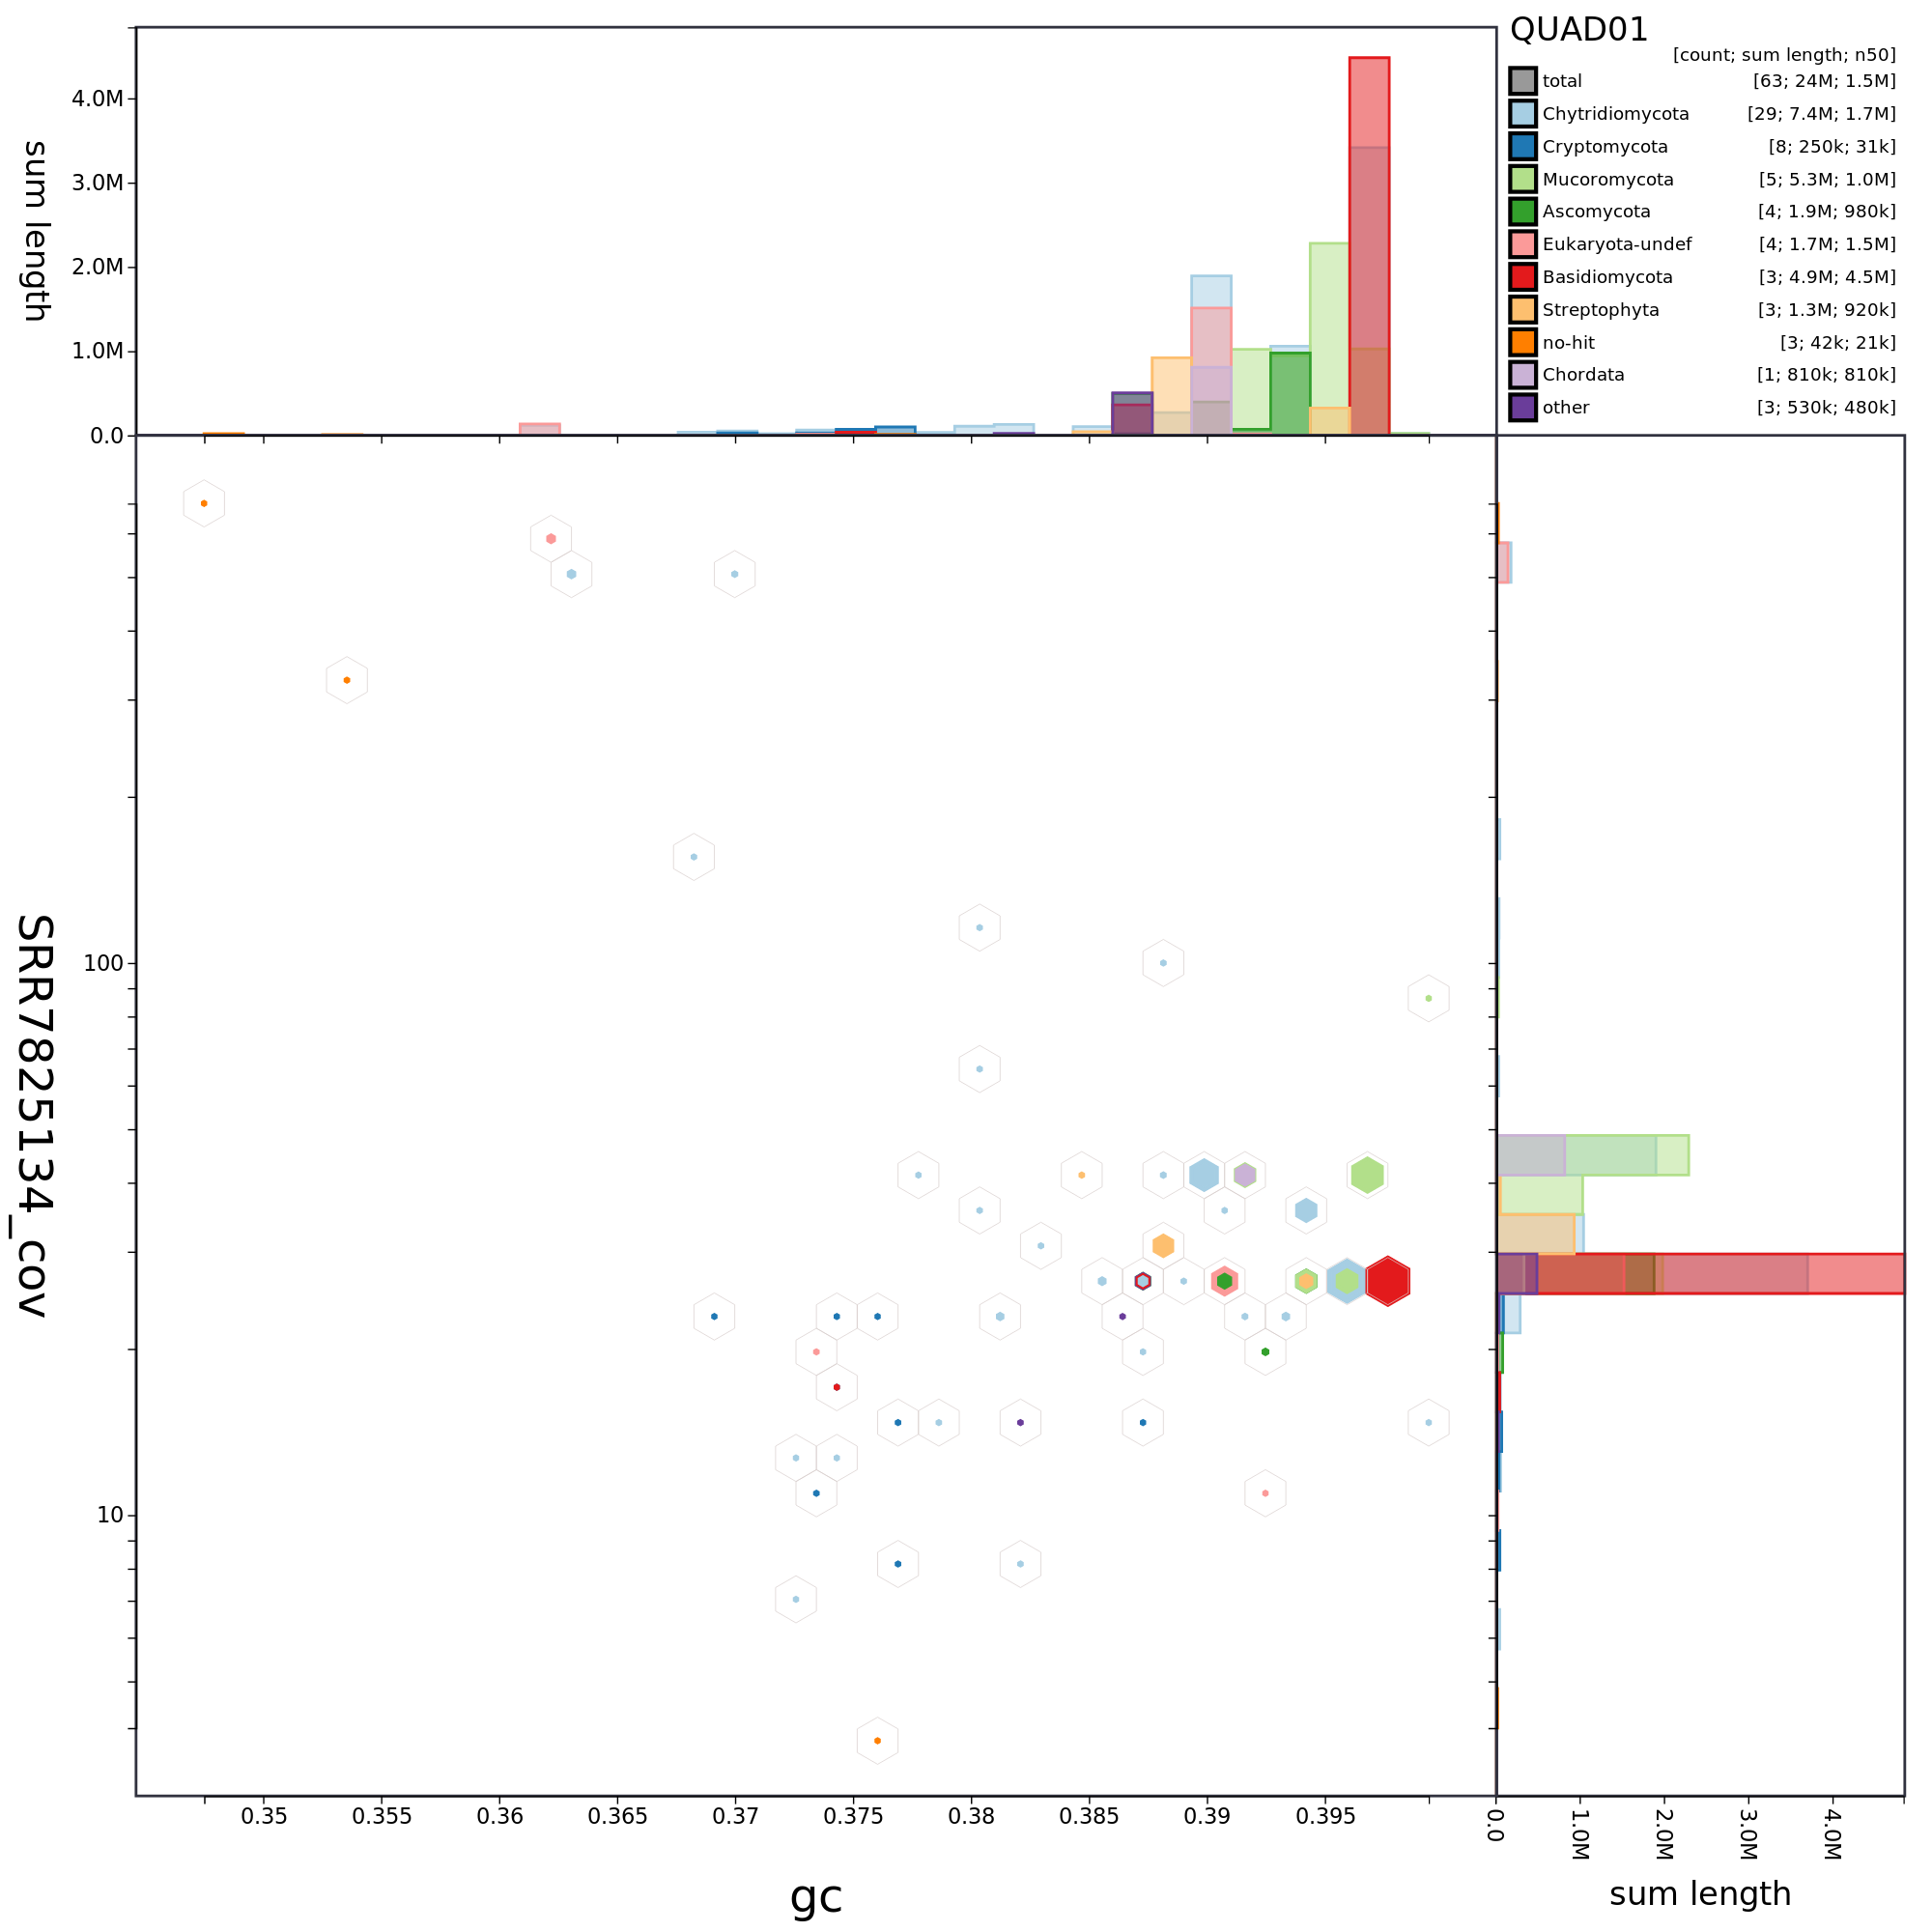 QUAD01
[count; sum length; n50]
total [63; 24M; 1.5M]
Chytridiomycota [29; 7.4M; 1.7M]
Cryptomycota [8; 250k; 31k]
Mucoromycota [5; 5.3M; 1.0M]
Ascomycota [4; 1.9M; 980k]
Eukaryota-undef [4; 1.7M; 1.5M]
Basidiomycota [3; 4.9M; 4.5M]
Streptophyta [3; 1.3M; 920k]
no-hit [3; 42k; 21k]
Chordata [1; 810k; 810k]
other [3; 530k; 480k]
sum length
4.0M
3.0M
2.0M
1.0M
0.0
SRR7825134_cov
100
10
0.35 0.355 0.36 0.365 0.37 0.375 0.38 0.385 0.39 0.395
gc
0.0 1.0M 2.0M 3.0M 4.0M
sum length